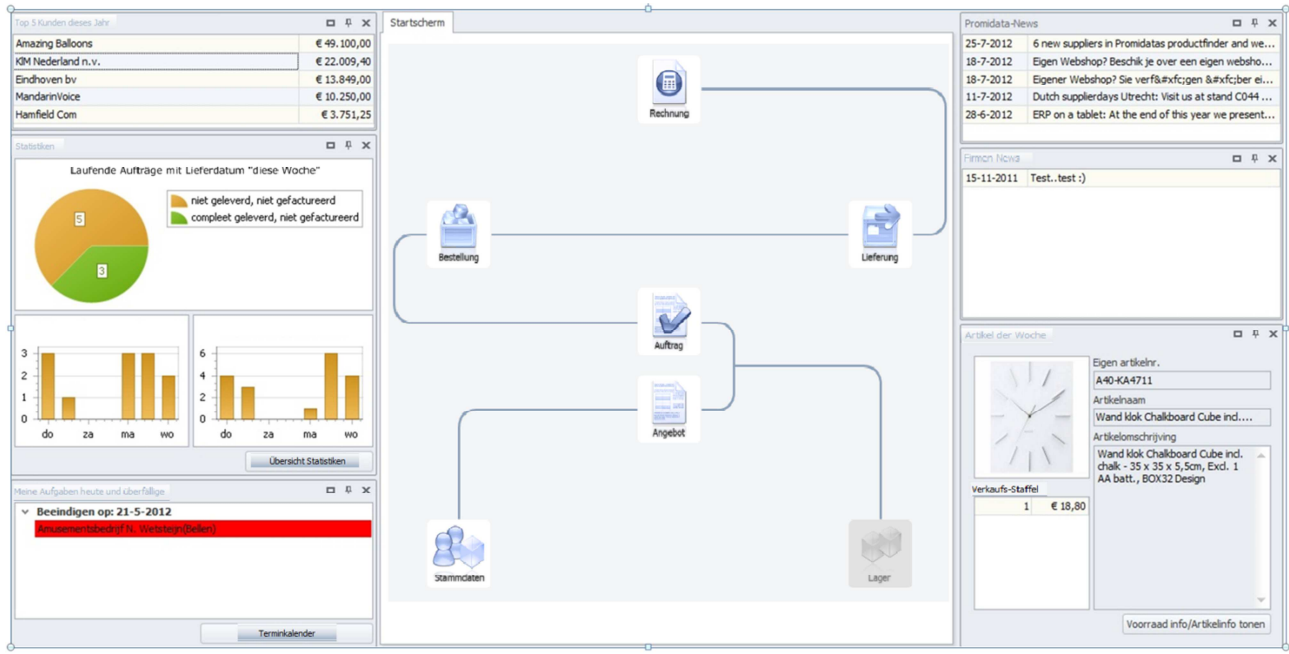 Top 5 Kunden dieses Jahr
Amazing Balloons € 49.100,00
KIM Nederland n.v. € 22.009,40
Eindhoven bv € 13.849,00
MandarinVoice € 10.250,00
Hamfield Com € 3.751,25
Statistiken
Laufende Aufträge mit Lieferdatum "diese Woche"
niet geleverd, niet gefactureerd
compleet geleverd, niet gefactureerd
5
3
3
2
1
0
do za ma wo
6
4
2
0
do za ma wo
Übersicht Statistiken
Meine Aufgaben heute und überfällige
Beeindigen op: 21-5-2012
Amusementsbedrijf N. Wetsteijn(Bellen)
Terminkalender
Startscherm
Rechnung
Bestellung
Lieferung
Auftrag
Angebot
Stammdaten
Lager
Promidata-News
25-7-2012 6 new suppliers in Promidatas productfinder and we...
18-7-2012 Eigen Webshop? Beschik je over een eigen websho...
18-7-2012 Eigener Webshop? Sie verf&#xfc;gen &#xfc;ber ei...
11-7-2012 Dutch supplierdays Utrecht: Visit us at stand C044 ...
28-6-2012 ERP on a tablet: At the end of this year we present...
Firmen News
15-11-2011 Test..test :)
Artikel der Woche
Eigen artikelnr.
A40-KA4711
Artikelnaam
Wand klok Chalkboard Cube incl....
Artikelomschrijving
Wand klok Chalkboard Cube incl.
chalk - 35 x 35 x 5,5cm, Excl. 1
AA batt., BOX32 Design
Verkaufs-Staffel
1 € 18,80
Voorraad info/Artikelinfo tonen